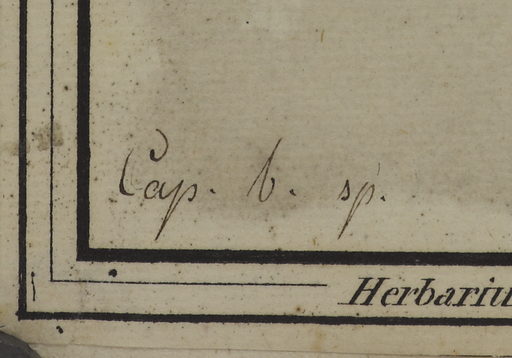 Cap. b. sp.
Herbariu